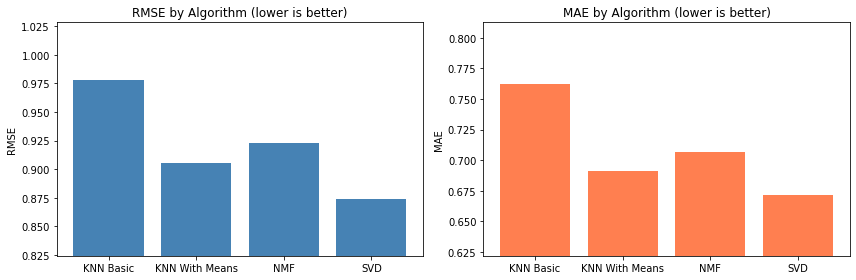 RMSE by Algorithm (lower is better)
1.025
1.000
0.975
0.950
0.925
0.900
0.875
0.850
0.825
RMSE
KNN Basic KNN With Means NMF SVD
MAE by Algorithm (lower is better)
0.800
0.775
0.750
0.725
0.700
0.675
0.650
0.625
MAE
KNN Basic KNN With Means NMF SVD